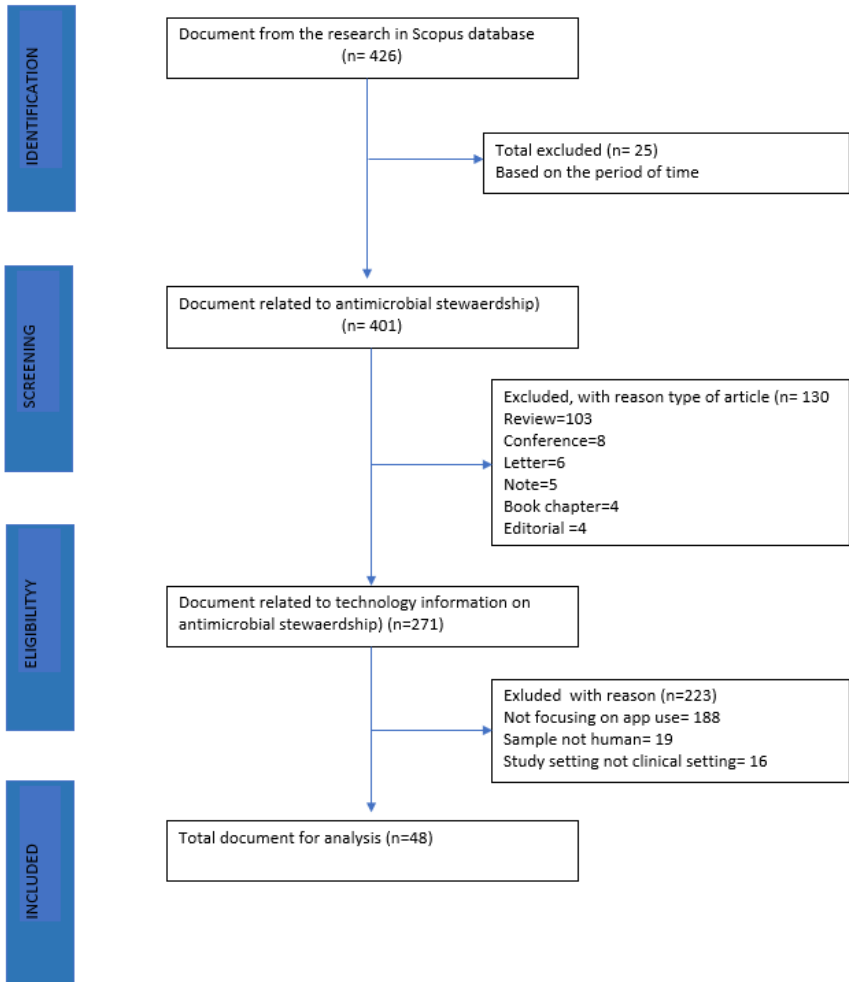 IDENTIFICATION
Document from the research in Scopus database
(n= 426)
Total excluded (n= 25)
Based on the period of time
SCREENING
Document related to antimicrobial stewaerdship)
(n= 401)
Excluded, with reason type of article (n= 130
Review=103
Conference=8
Letter=6
Note=5
Book chapter=4
Editorial =4
ELIGIBILITYY
Document related to technology information on
antimicrobial stewaerdship) (n=271)
Exluded  with reason (n=223)
Not focusing on app use= 188
Sample not human= 19
Study setting not clinical setting= 16
INCLUDED
Total document for analysis (n=48)